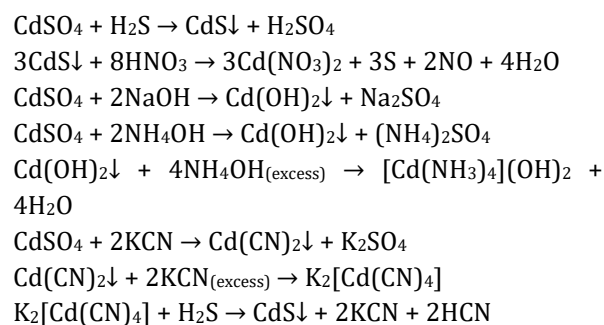 CdSO₄ + H₂S → CdS↓ + H₂SO₄
3CdS↓ + 8HNO₃ → 3Cd(NO₃)₂ + 3S + 2NO + 4H₂O
CdSO₄ + 2NaOH → Cd(OH)₂↓ + Na₂SO₄
CdSO₄ + 2NH₄OH → Cd(OH)₂↓ + (NH₄)₂SO₄
Cd(OH)₂↓ + 4NH₄OH(excess) → [Cd(NH₃)₄](OH)₂ +
4H₂O
CdSO₄ + 2KCN → Cd(CN)₂↓ + K₂SO₄
Cd(CN)₂↓ + 2KCN(excess) → K₂[Cd(CN)₄]
K₂[Cd(CN)₄] + H₂S → CdS↓ + 2KCN + 2HCN